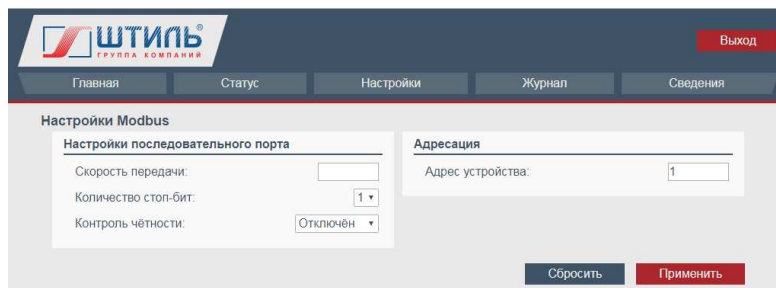 ШТИЛЬ®
ГРУППА КОМПАНИЙ
Выход
Главная Статус Настройки Журнал Сведения
Настройки Modbus
Настройки последовательного порта
Скорость передачи:
Количество стоп-бит: 1
Контроль чётности: Отключён
Адресация
Адрес устройства: 1
Сбросить Применить